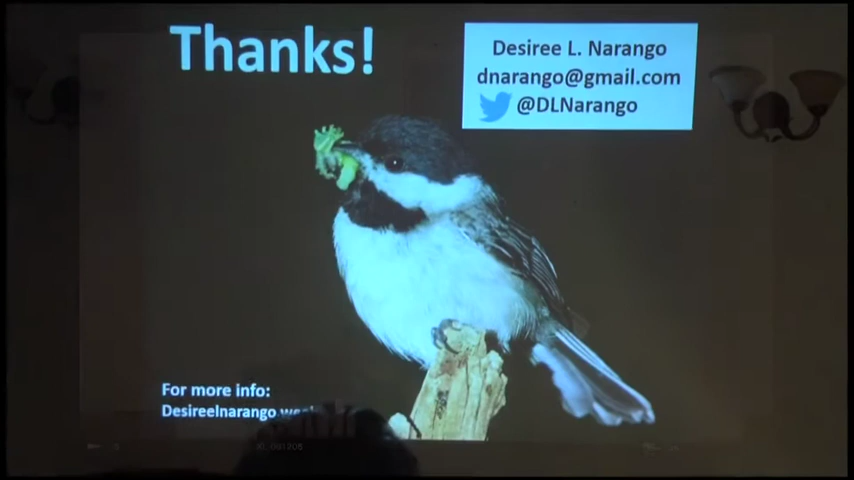 Thanks!
Desiree L. Narango
dnarango@gmail.com
@DLNarango
For more info:
Desireelnarango